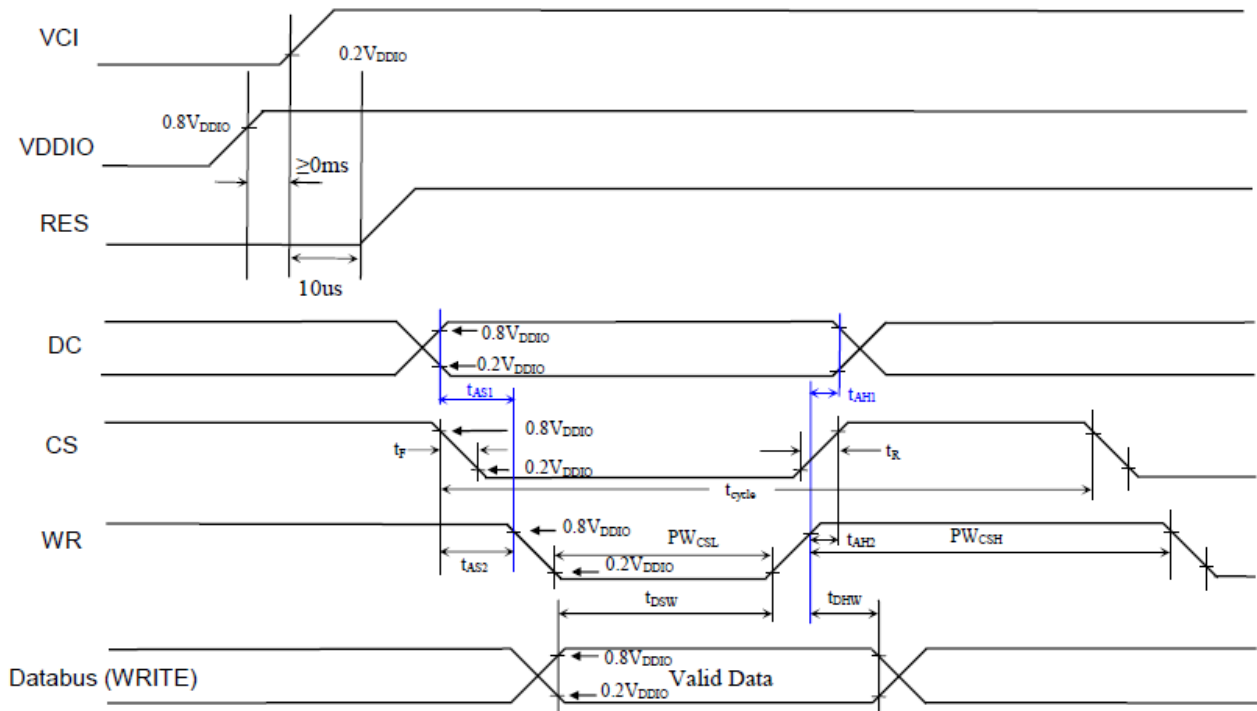 VCI
0.2VDDIO
0.8VDDIO
VDDIO
≥0ms
RES
10us
DC
0.8VDDIO
0.2VDDIO
tAS1
tAH1
CS
0.8VDDIO
tF
0.2VDDIO
tR
tcycle
WR
0.8VDDIO
PWCSL
tAH2
PWCSH
tAS2
0.2VDDIO
tDSW
tDHW
Databus (WRITE)
0.8VDDIO
Valid Data
0.2VDDIO